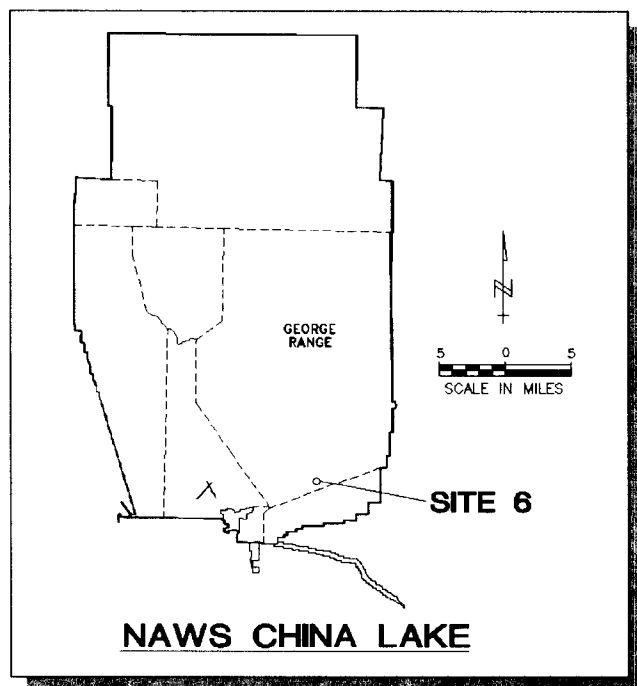 GEORGE
RANGE
N
5 0 5
SCALE IN MILES
SITE 6
NAWS CHINA LAKE